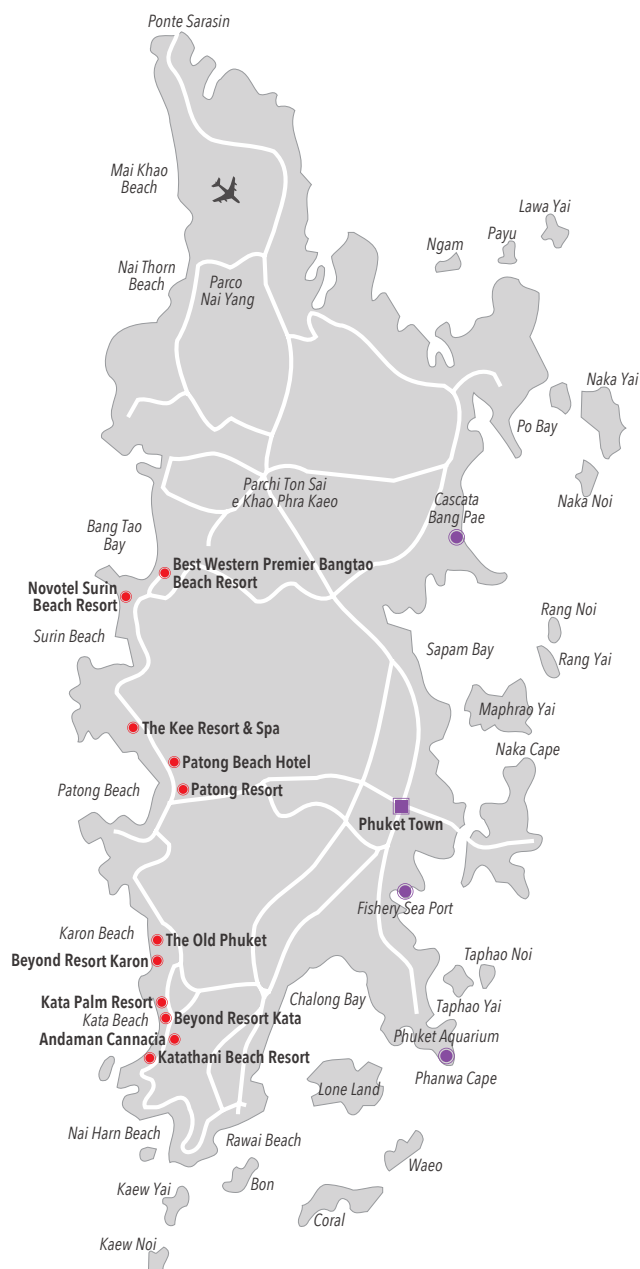 Ponte Sarasin
Mai Khao
Beach
Lawa Yai
Payu
Ngam
Nai Thorn
Beach
Parco
Nai Yang
Naka Yai
Po Bay
Parchi Ton Sai
e Khao Phra Kaeo
Cascata
Bang Pae
Naka Noi
Bang Tao
Bay
Best Western Premier Bangtao
Beach Resort
Novotel Surin
Beach Resort
Rang Noi
Surin Beach
Sapam Bay
Rang Yai
Maphrao Yai
The Kee Resort & Spa
Naka Cape
Patong Beach Hotel
Patong Beach
Patong Resort
Phuket Town
Fishery Sea Port
Karon Beach
The Old Phuket
Beyond Resort Karon
Taphao Noi
Kata Palm Resort
Chalong Bay
Taphao Yai
Kata Beach
Beyond Resort Kata
Andaman Cannacia
Phuket Aquarium
Katathani Beach Resort
Phanwa Cape
Lone Land
Nai Harn Beach
Rawai Beach
Waeo
Kaew Yai
Bon
Coral
Kaew Noi